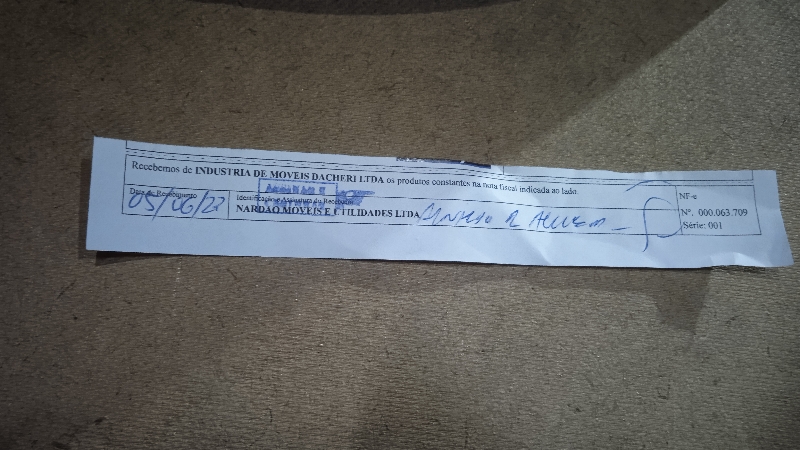 Recebemos de INDUSTRIA DE MOVEIS DACHERI LTDA os produtos constantes na nota fiscal indicada ao lado.
Data de Recebimento
05/06/22
Identificação e Assinatura do Recebedor
NARDAO MOVEIS E UTILIDADES LTDA
NF-e
Nº. 000.063.709
Série: 001